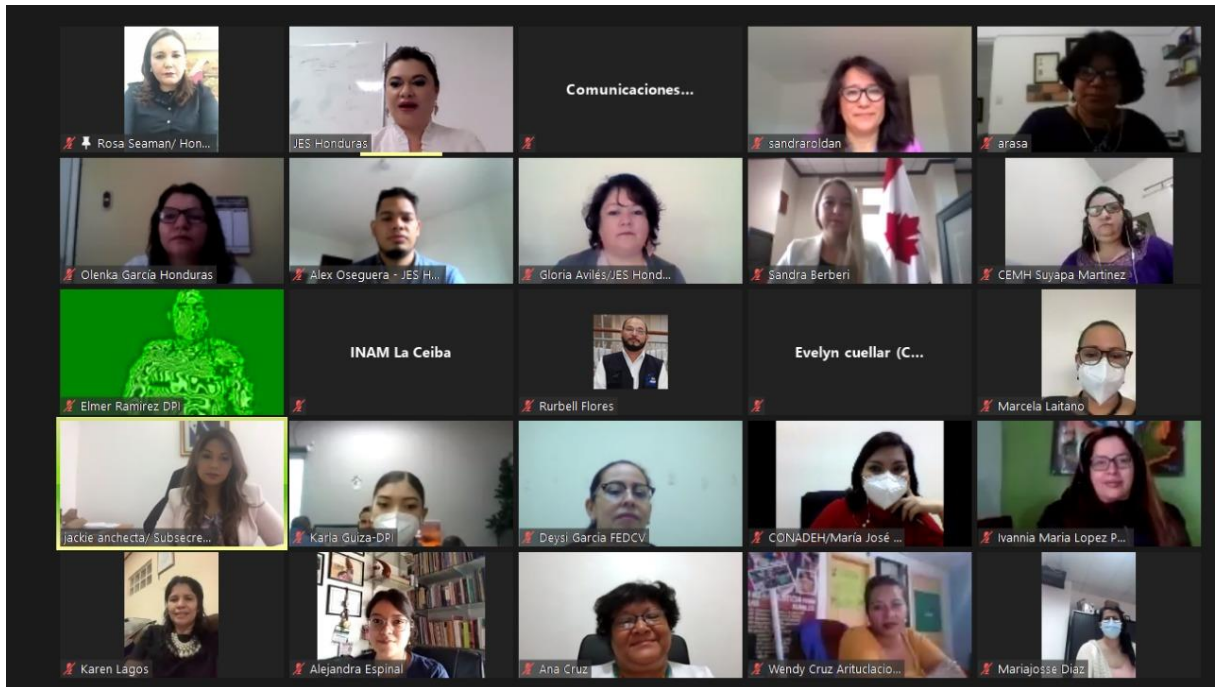 Rosa Seaman/ Hon...
JES Honduras
Comunicaciones...
sandraroldan
arasa
Olenka García Honduras
Alex Oseguera - JES H...
Gloria Avilés/JES Hond...
Sandra Berberi
CEMH Suyapa Martinez
Elmer Ramirez DPI
INAM La Ceiba
Rurbell Flores
Evelyn cuellar (C...
Marcela Laitano
jackie anchecta/ Subsecre...
Karla Guiza-DPI
Deysi Garcia FEDCV
CONADEH/María José ...
Ivannia Maria Lopez P...
Karen Lagos
Alejandra Espinal
Ana Cruz
Wendy Cruz Arituclacio...
Mariajosse Diaz